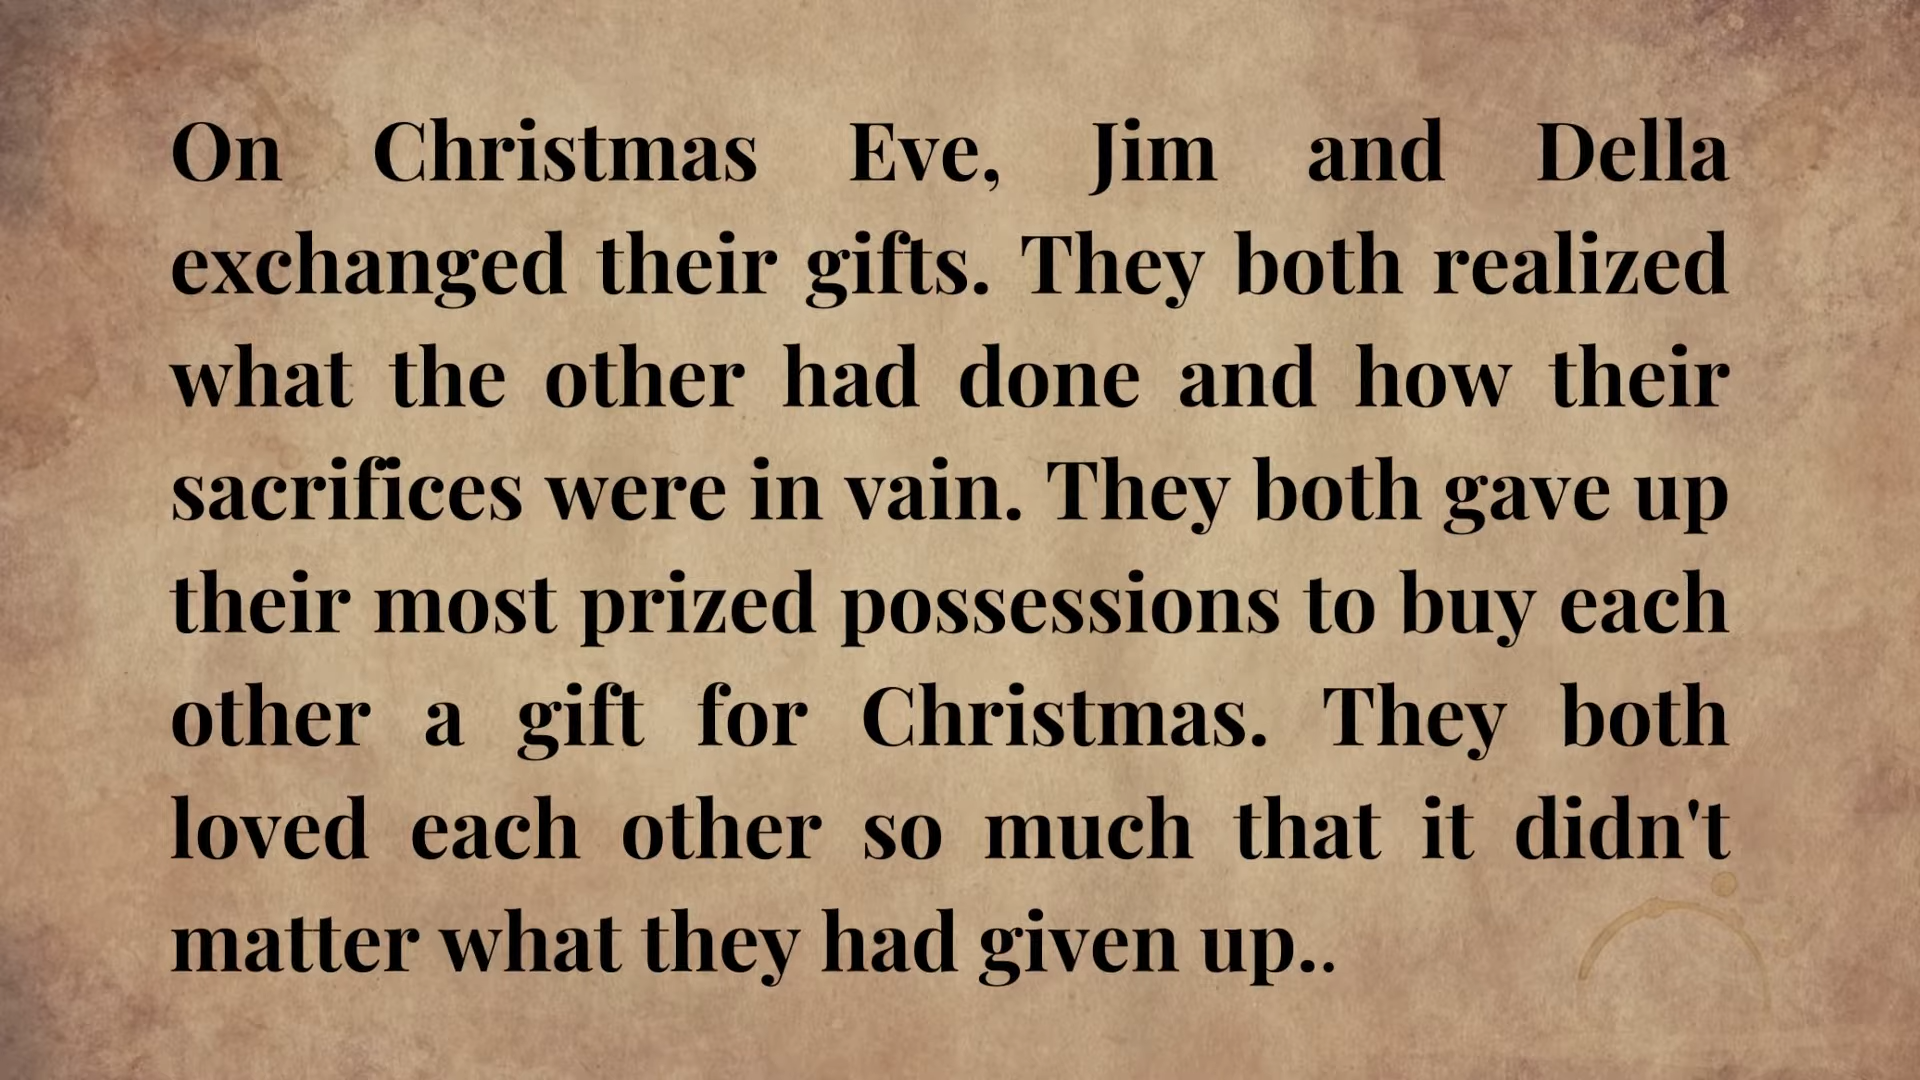 On Christmas Eve, Jim and Della
exchanged their gifts. They both realized
what the other had done and how their
sacrifices were in vain. They both gave up
their most prized possessions to buy each
other a gift for Christmas. They both
loved each other so much that it didn't
matter what they had given up..